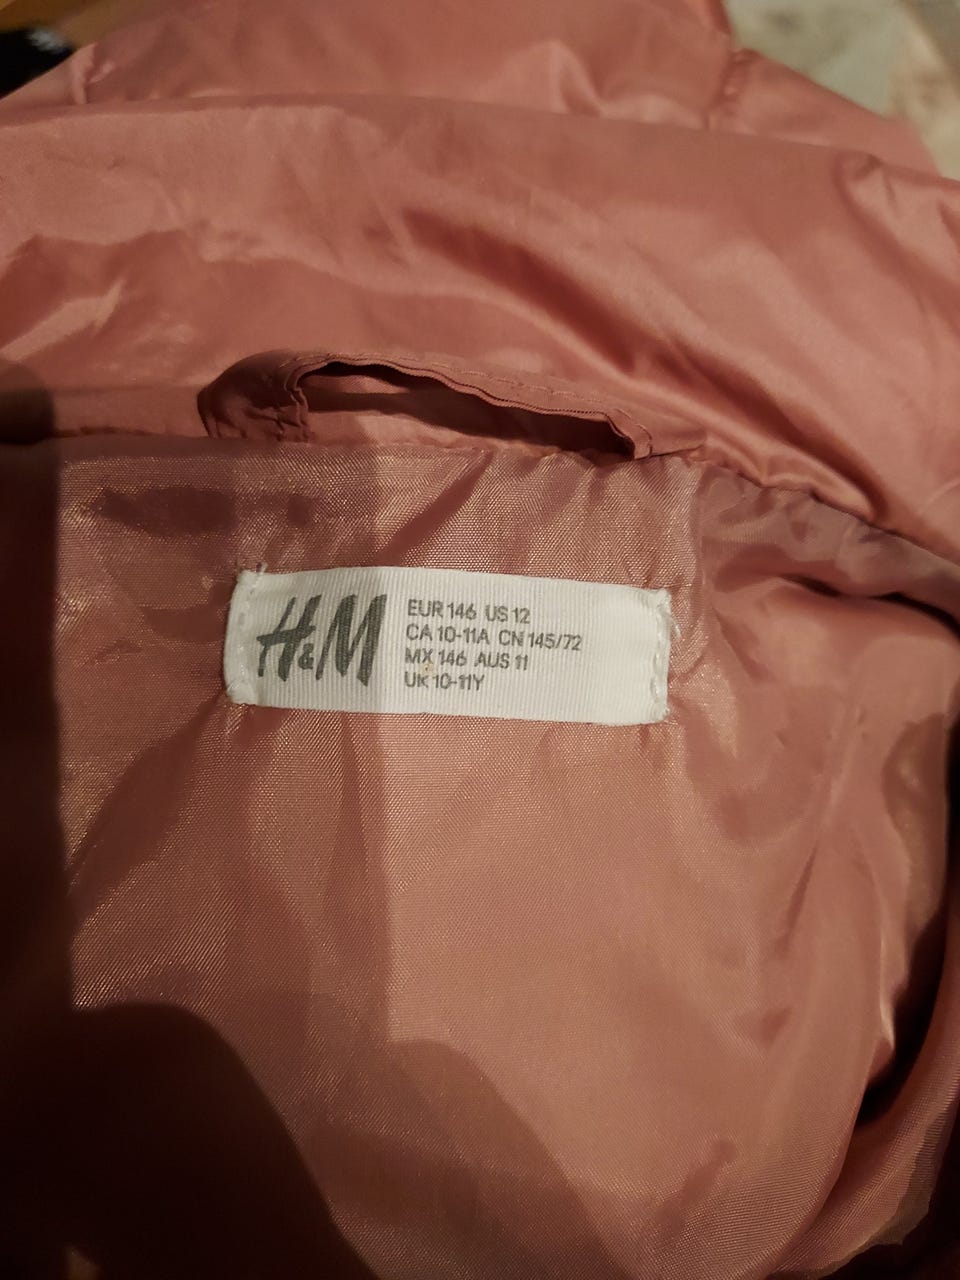 H&M
EUR 146 US 12
CA 10-11A CN 145/72
MX 146 AUS 11
UK 10-11Y